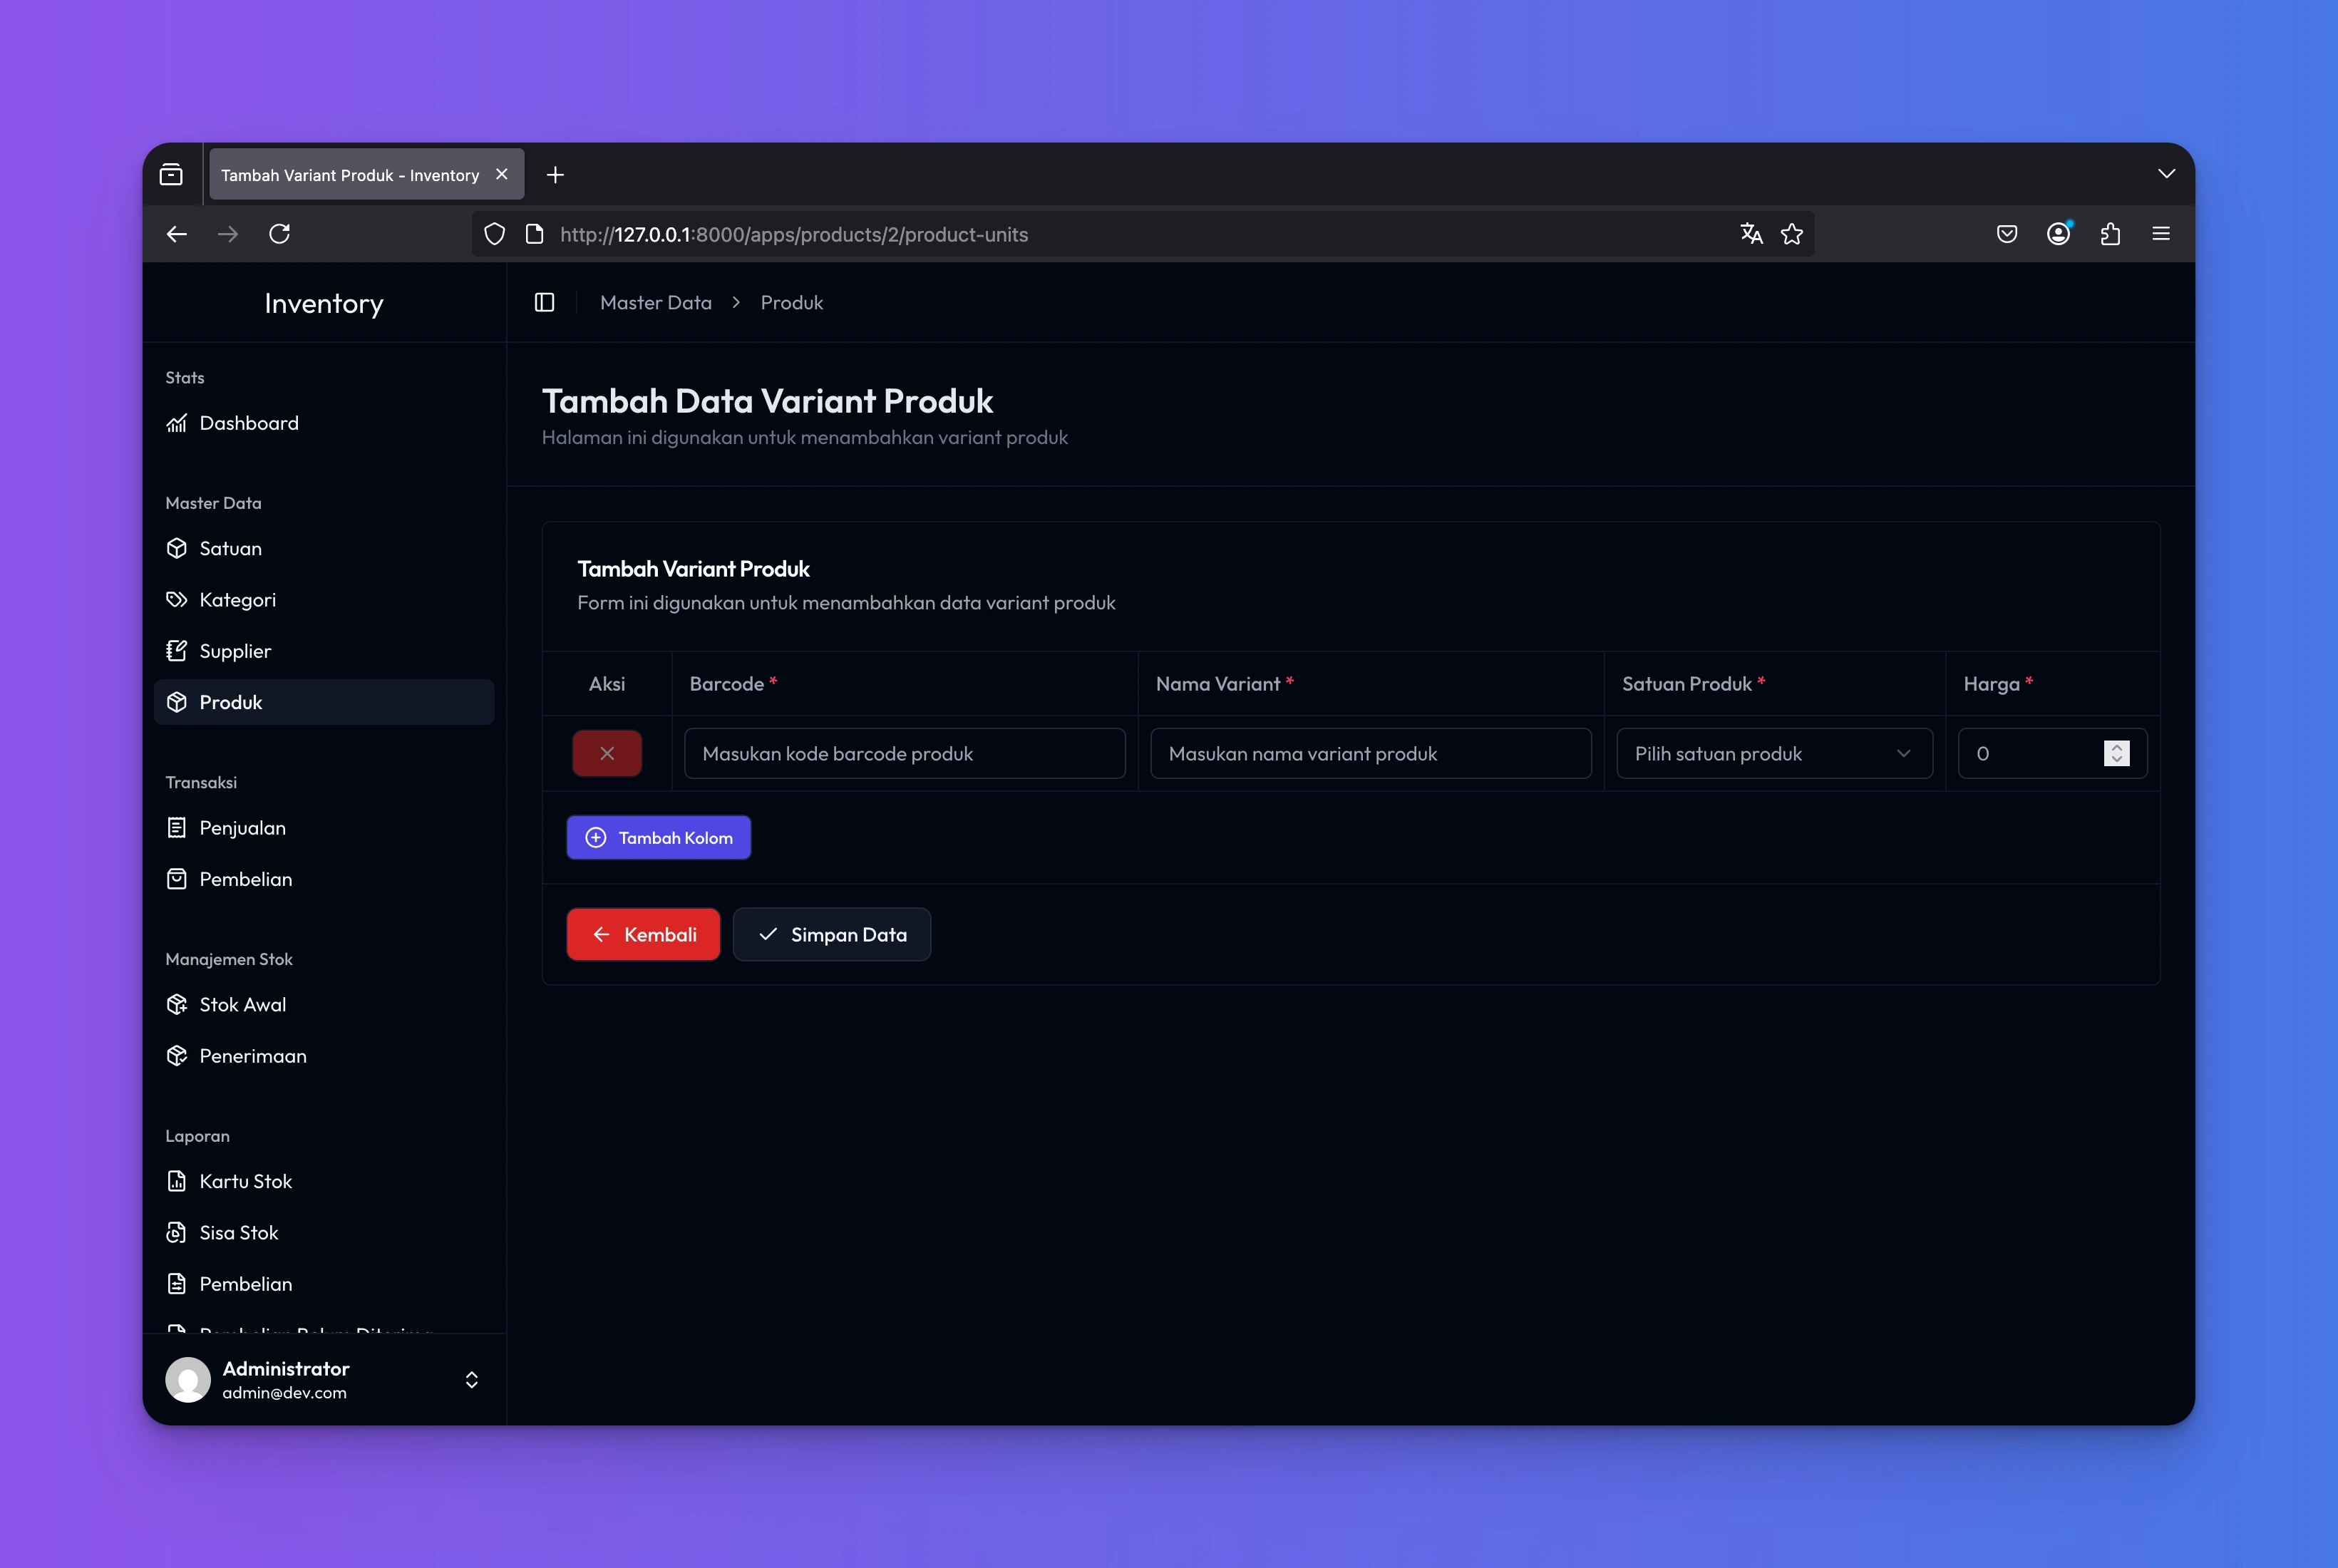 Tambah Variant Produk - Inventory
http://127.0.0.1:8000/apps/products/2/product-units
Inventory
Master Data
Produk
Stats
Dashboard
Master Data
Satuan
Kategori
Supplier
Produk
Transaksi
Penjualan
Pembelian
Manajemen Stok
Stok Awal
Penerimaan
Laporan
Kartu Stok
Sisa Stok
Pembelian
Administrator
admin@dev.com
Tambah Data Variant Produk
Halaman ini digunakan untuk menambahkan variant produk
Tambah Variant Produk
Form ini digunakan untuk menambahkan data variant produk
Aksi Barcode * Nama Variant * Satuan Produk * Harga *
Masukan kode barcode produk Masukan nama variant produk Pilih satuan produk 0
Tambah Kolom
Kembali Simpan Data